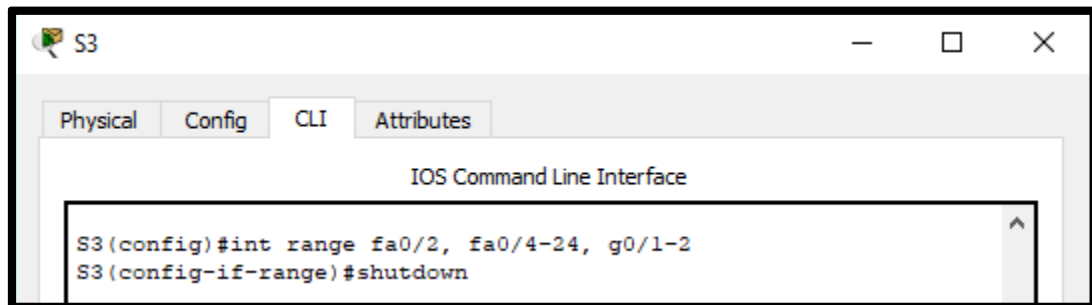 S3
Physical Config CLI Attributes
IOS Command Line Interface
S3(config)#int range fa0/2, fa0/4-24, g0/1-2
S3(config-if-range)#shutdown